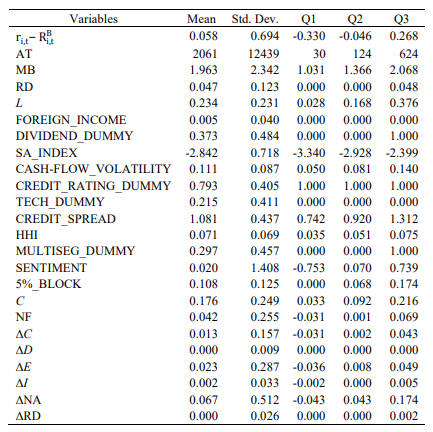 Variables Mean Std. Dev. Q1 Q2 Q3
r_{i,t} − R^B_{i,t} 0.058 0.694 -0.330 -0.046 0.268
AT 2061 12439 30 124 624
MB 1.963 2.342 1.031 1.366 2.068
RD 0.047 0.123 0.000 0.000 0.048
L 0.234 0.231 0.028 0.168 0.376
FOREIGN_INCOME 0.005 0.040 0.000 0.000 0.000
DIVIDEND_DUMMY 0.373 0.484 0.000 0.000 1.000
SA_INDEX -2.842 0.718 -3.340 -2.928 -2.399
CASH-FLOW_VOLATILITY 0.111 0.087 0.050 0.081 0.140
CREDIT_RATING_DUMMY 0.793 0.405 1.000 1.000 1.000
TECH_DUMMY 0.215 0.411 0.000 0.000 0.000
CREDIT_SPREAD 1.081 0.437 0.742 0.920 1.312
HHI 0.071 0.069 0.035 0.051 0.075
MULTISEG_DUMMY 0.297 0.457 0.000 0.000 1.000
SENTIMENT 0.020 1.408 -0.753 0.070 0.739
5%_BLOCK 0.108 0.125 0.000 0.068 0.174
C 0.176 0.249 0.033 0.092 0.216
NF 0.042 0.255 -0.031 0.001 0.069
ΔC 0.013 0.157 -0.031 0.002 0.043
ΔD 0.000 0.009 0.000 0.000 0.000
ΔE 0.023 0.287 -0.036 0.008 0.049
ΔI 0.002 0.033 -0.002 0.000 0.005
ΔNA 0.067 0.512 -0.043 0.043 0.174
ΔRD 0.000 0.026 0.000 0.000 0.002